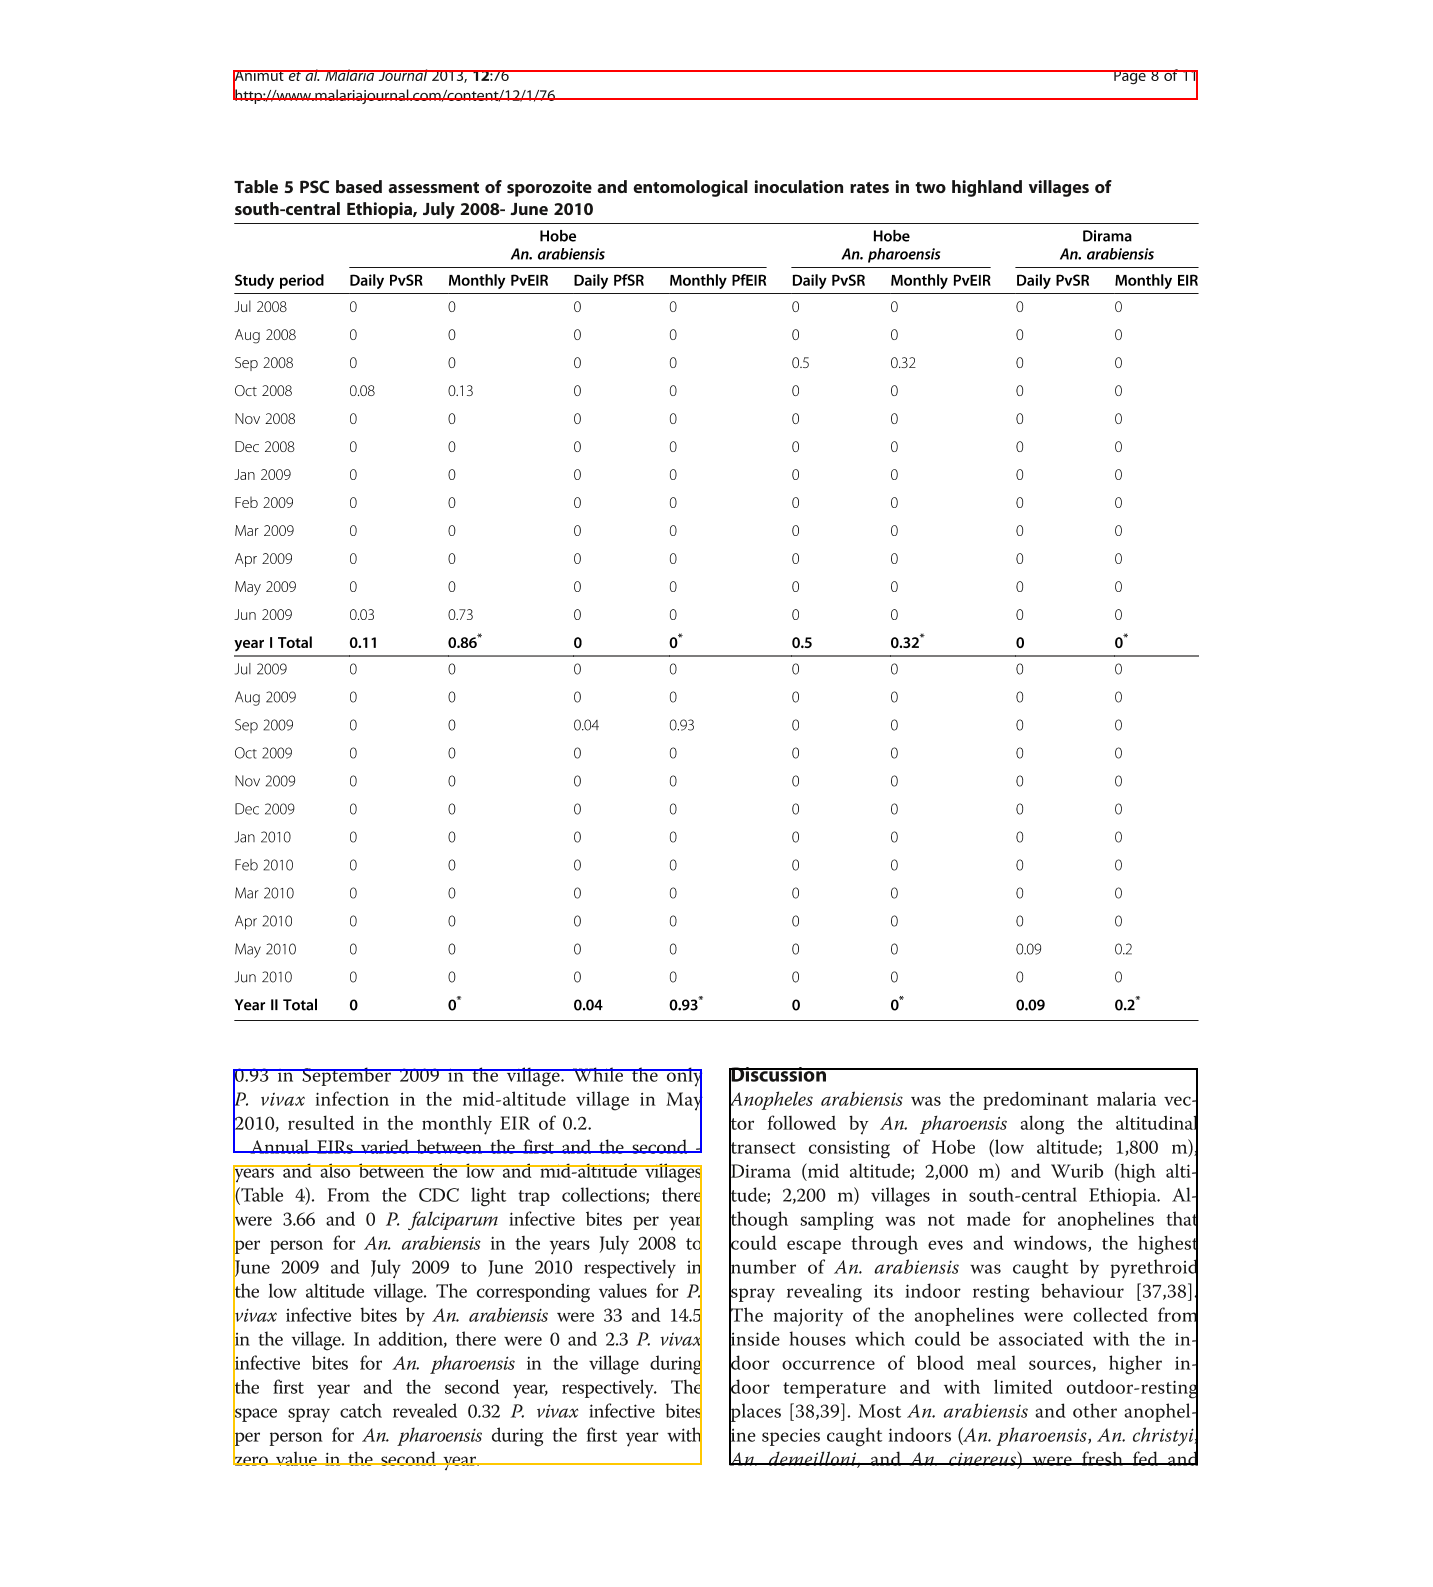 Animut et al. Malaria Journal 2013, 12:76 Page 8 of 11
http://www.malariajournal.com/content/12/1/76
Table 5 PSC based assessment of sporozoite and entomological inoculation rates in two highland villages of
south-central Ethiopia, July 2008- June 2010
Hobe Hobe Dirama
An. arabiensis An. pharoensis An. arabiensis
Study period Daily PvSR Monthly PvEIR Daily PfSR Monthly PfEIR Daily PvSR Monthly PvEIR Daily PvSR Monthly EIR
Jul 2008 0 0 0 0 0 0 0 0
Aug 2008 0 0 0 0 0 0 0 0
Sep 2008 0 0 0 0 0.5 0.32 0 0
Oct 2008 0.08 0.13 0 0 0 0 0 0
Nov 2008 0 0 0 0 0 0 0 0
Dec 2008 0 0 0 0 0 0 0 0
Jan 2009 0 0 0 0 0 0 0 0
Feb 2009 0 0 0 0 0 0 0 0
Mar 2009 0 0 0 0 0 0 0 0
Apr 2009 0 0 0 0 0 0 0 0
May 2009 0 0 0 0 0 0 0 0
Jun 2009 0.03 0.73 0 0 0 0 0 0
year I Total 0.11 0.86* 0 0* 0.5 0.32* 0 0*
Jul 2009 0 0 0 0 0 0 0 0
Aug 2009 0 0 0 0 0 0 0 0
Sep 2009 0 0 0.04 0.93 0 0 0 0
Oct 2009 0 0 0 0 0 0 0 0
Nov 2009 0 0 0 0 0 0 0 0
Dec 2009 0 0 0 0 0 0 0 0
Jan 2010 0 0 0 0 0 0 0 0
Feb 2010 0 0 0 0 0 0 0 0
Mar 2010 0 0 0 0 0 0 0 0
Apr 2010 0 0 0 0 0 0 0 0
May 2010 0 0 0 0 0 0 0.09 0.2
Jun 2010 0 0 0 0 0 0 0 0
Year II Total 0 0* 0.04 0.93* 0 0* 0.09 0.2*
0.93 in September 2009 in the village. While the only
P. vivax infection in the mid-altitude village in May
2010, resulted in the monthly EIR of 0.2.
Annual EIRs varied between the first and the second -
years and also between the low and mid-altitude villages
(Table 4). From the CDC light trap collections; there
were 3.66 and 0 P. falciparum infective bites per year
per person for An. arabiensis in the years July 2008 to
June 2009 and July 2009 to June 2010 respectively in
the low altitude village. The corresponding values for P.
vivax infective bites by An. arabiensis were 33 and 14.5
in the village. In addition, there were 0 and 2.3 P. vivax
infective bites for An. pharoensis in the village during
the first year and the second year, respectively. The
space spray catch revealed 0.32 P. vivax infective bites
per person for An. pharoensis during the first year with
zero value in the second year.
Discussion
Anopheles arabiensis was the predominant malaria vec-
tor followed by An. pharoensis along the altitudinal
transect consisting of Hobe (low altitude; 1,800 m),
Dirama (mid altitude; 2,000 m) and Wurib (high alti-
tude; 2,200 m) villages in south-central Ethiopia. Al-
though sampling was not made for anophelines that
could escape through eves and windows, the highest
number of An. arabiensis was caught by pyrethroid
spray revealing its indoor resting behaviour [37,38].
The majority of the anophelines were collected from
inside houses which could be associated with the in-
door occurrence of blood meal sources, higher in-
door temperature and with limited outdoor-resting
places [38,39]. Most An. arabiensis and other anophel-
ine species caught indoors (An. pharoensis, An. christyi,
An. demeilloni, and An. cinereus) were fresh fed and